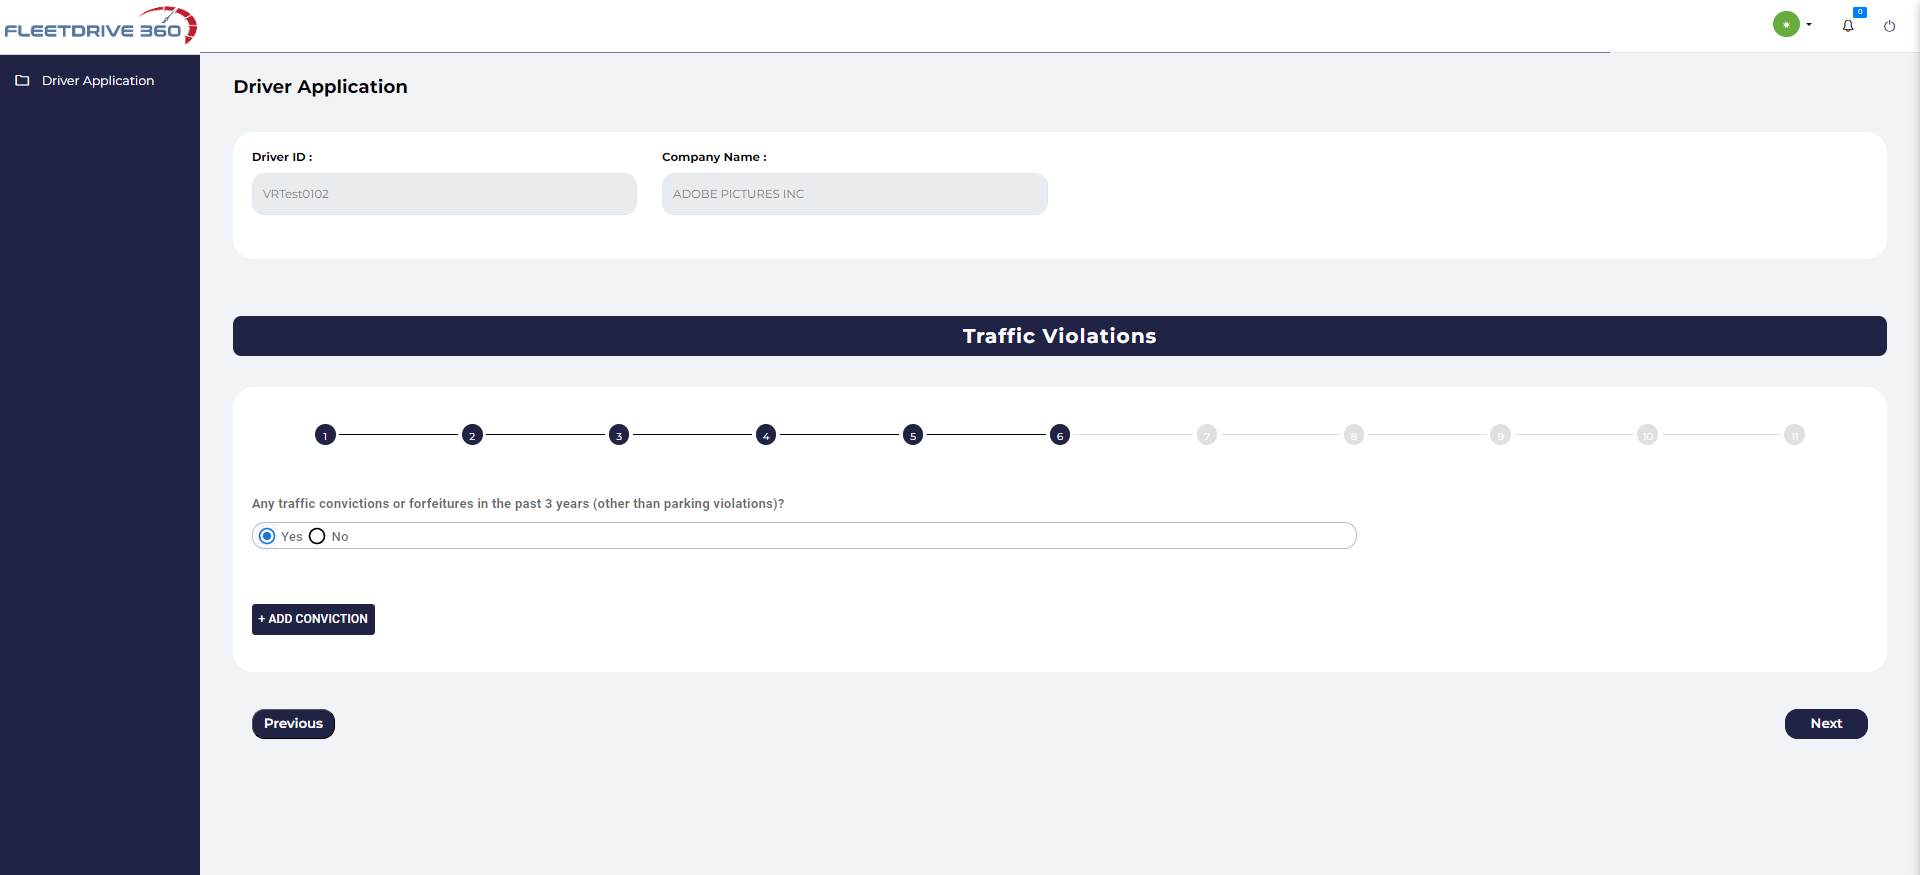 FLEETDRIVE 360
0
Driver Application
Driver Application
Driver ID :
Company Name :
VRTest0102
ADOBE PICTURES INC
Traffic Violations
1 2 3 4 5 6 7 8 9 10 11
Any traffic convictions or forfeitures in the past 3 years (other than parking violations)?
Yes No
+ ADD CONVICTION
Previous
Next